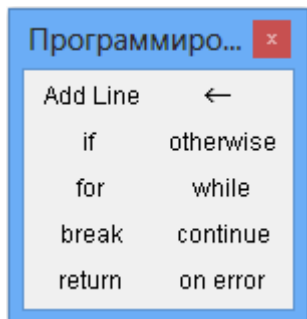 Программиро... x
Add Line ←
if otherwise
for while
break continue
return on error